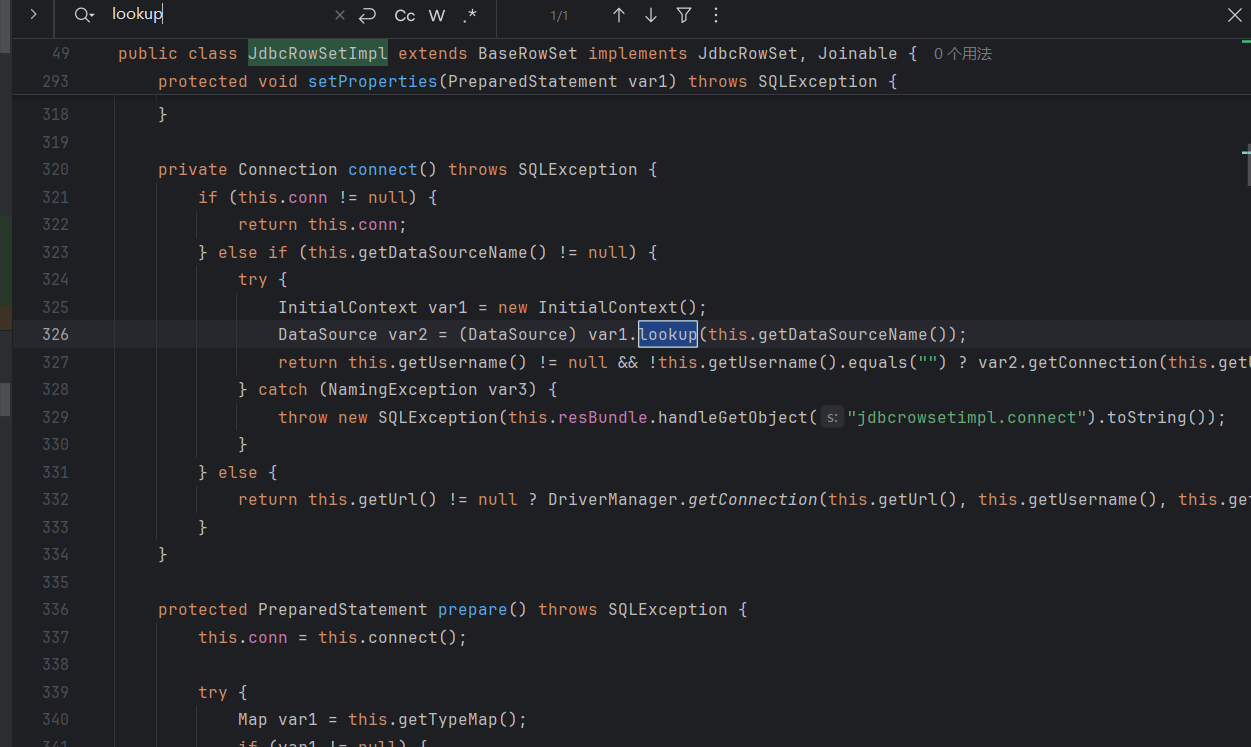 lookup × Cc W .* 1/1
49 public class JdbcRowSetImpl extends BaseRowSet implements JdbcRowSet, Joinable { 0个用法
293 protected void setProperties(PreparedStatement var1) throws SQLException {
318 }
319
320 private Connection connect() throws SQLException {
321 if (this.conn != null) {
322 return this.conn;
323 } else if (this.getDataSourceName() != null) {
324 try {
325 InitialContext var1 = new InitialContext();
326 DataSource var2 = (DataSource) var1.lookup(this.getDataSourceName());
327 return this.getUsername() != null && !this.getUsername().equals("") ? var2.getConnection(this.getU
328 } catch (NamingException var3) {
329 throw new SQLException(this.resBundle.handleGetObject( s: "jdbcrowsetimpl.connect").toString());
330 }
331 } else {
332 return this.getUrl() != null ? DriverManager.getConnection(this.getUrl(), this.getUsername(), this.ge
333 }
334 }
335
336 protected PreparedStatement prepare() throws SQLException {
337 this.conn = this.connect();
338
339 try {
340 Map var1 = this.getTypeMap();
341 if (var1 != null) {